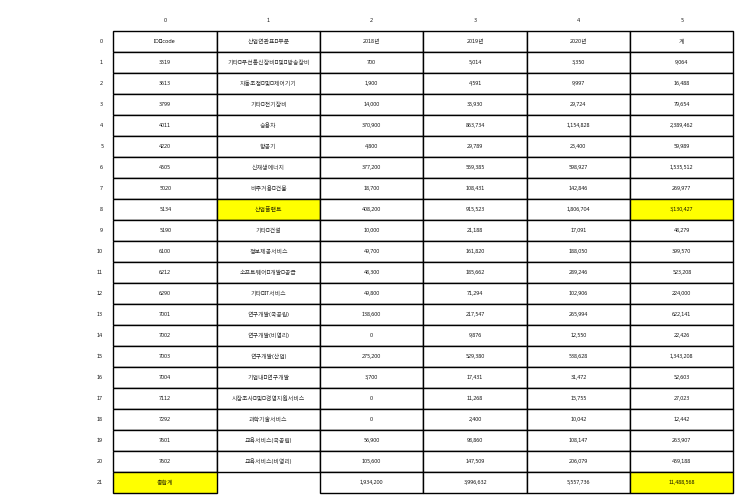 0 1 2 3 4 5
0 IO□code 산업연관표□부문 2018년 2019년 2020년 계
1 3519 기타□무선통신장비□및□방송장비 700 5,014 3,350 9,064
2 3613 자동조정□및□제어기기 1,900 4,591 9,997 16,488
3 3799 기타□전기장비 14,000 35,930 29,724 79,654
4 4011 승용차 370,900 863,734 1,154,828 2,389,462
5 4220 항공기 4,800 29,789 25,400 59,989
6 4505 신재생에너지 377,200 559,385 598,927 1,535,512
7 5020 비주거용□건물 18,700 108,431 142,846 269,977
8 5134 산업플랜트 408,200 915,523 1,806,704 3,130,427
9 5190 기타□건설 10,000 21,188 17,091 48,279
10 6100 정보제공서비스 49,700 161,820 188,050 399,570
11 6212 소프트웨어□개발□공급 48,300 185,662 289,246 523,208
12 6290 기타□IT서비스 49,800 71,294 102,906 224,000
13 7001 연구개발(국공립) 138,600 217,547 265,994 622,141
14 7002 연구개발(비영리) 0 9,876 12,550 22,426
15 7003 연구개발(산업) 275,200 529,380 538,628 1,343,208
16 7004 기업내□연구개발 3,700 17,431 31,472 52,603
17 7112 시장조사□및□경영지원서비스 0 11,268 15,755 27,023
18 7292 과학기술서비스 0 2,400 10,042 12,442
19 7601 교육서비스(국공립) 56,900 98,860 108,147 263,907
20 7602 교육서비스(비영리) 105,600 147,509 206,079 459,188
21 총합계 1,934,200 3,996,632 5,557,736 11,488,568